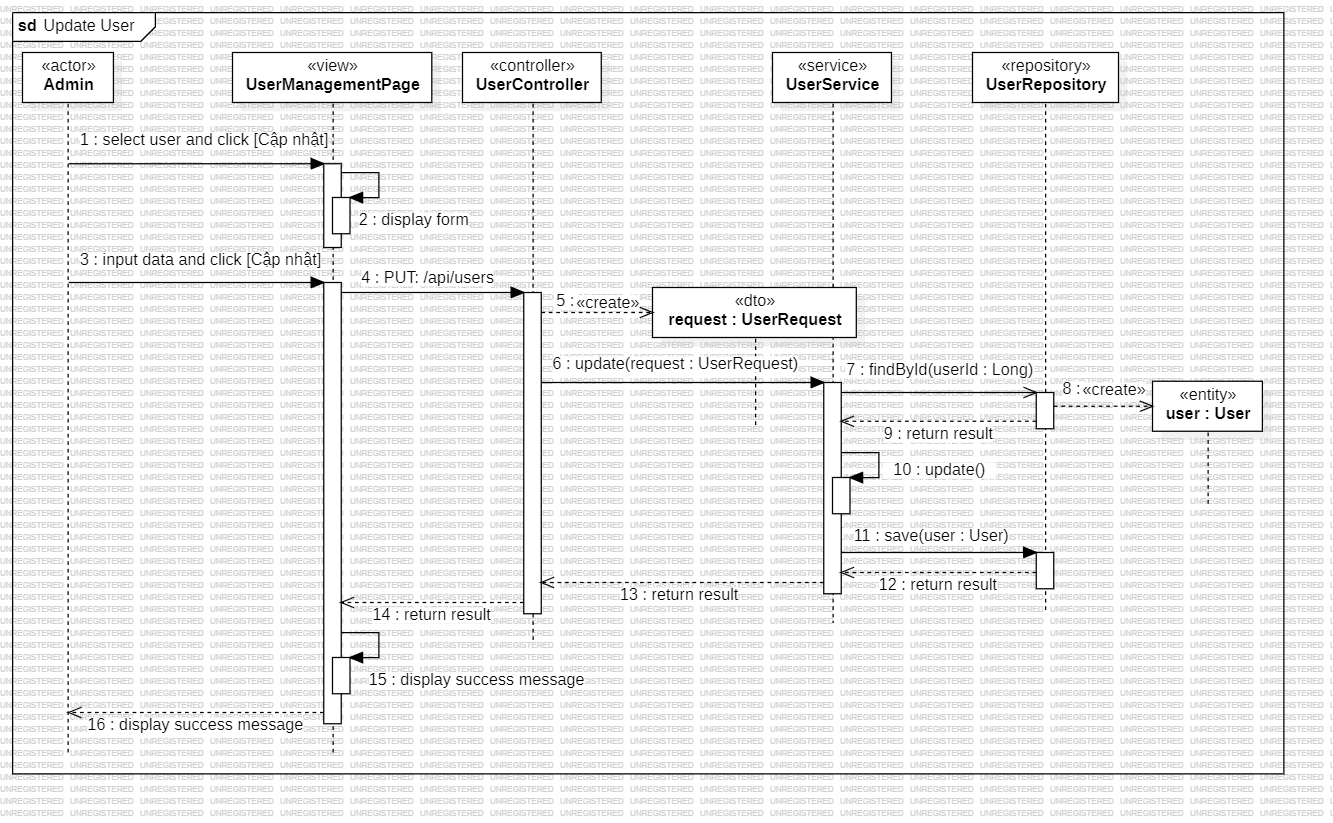 sd Update User
«actor»
Admin
«view»
UserManagementPage
«controller»
UserController
«service»
UserService
«repository»
UserRepository
1 : select user and click [Cập nhật]
2 : display form
3 : input data and click [Cập nhật]
4 : PUT: /api/users
5 : «create»
«dto»
request : UserRequest
6 : update(request : UserRequest)
7 : findById(userId : Long)
8 : «create»
«entity»
user : User
9 : return result
10 : update()
11 : save(user : User)
12 : return result
13 : return result
14 : return result
15 : display success message
16 : display success message
UNREGISTERED